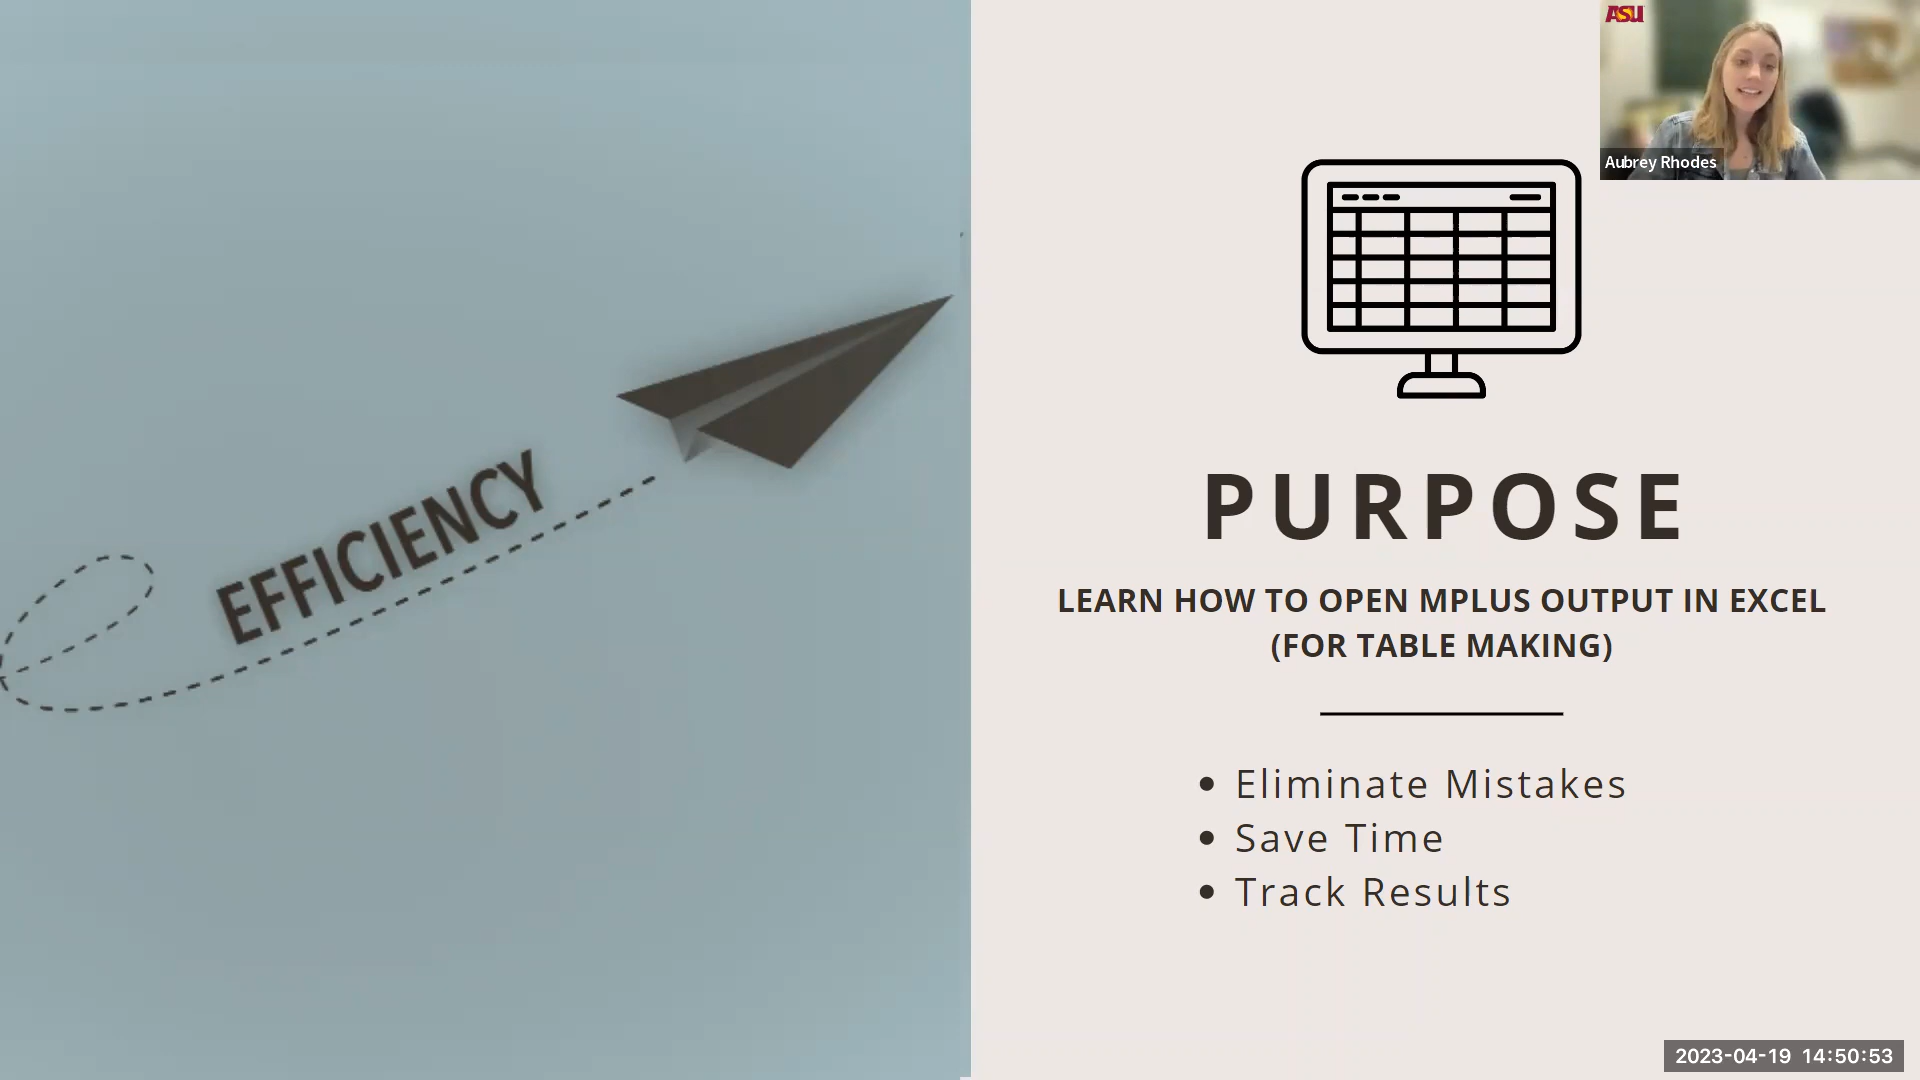 ASU
Aubrey Rhodes
EFFICIENCY
PURPOSE
LEARN HOW TO OPEN MPLUS OUTPUT IN EXCEL
(FOR TABLE MAKING)
• Eliminate Mistakes
• Save Time
• Track Results
2023-04-19 14:50:53